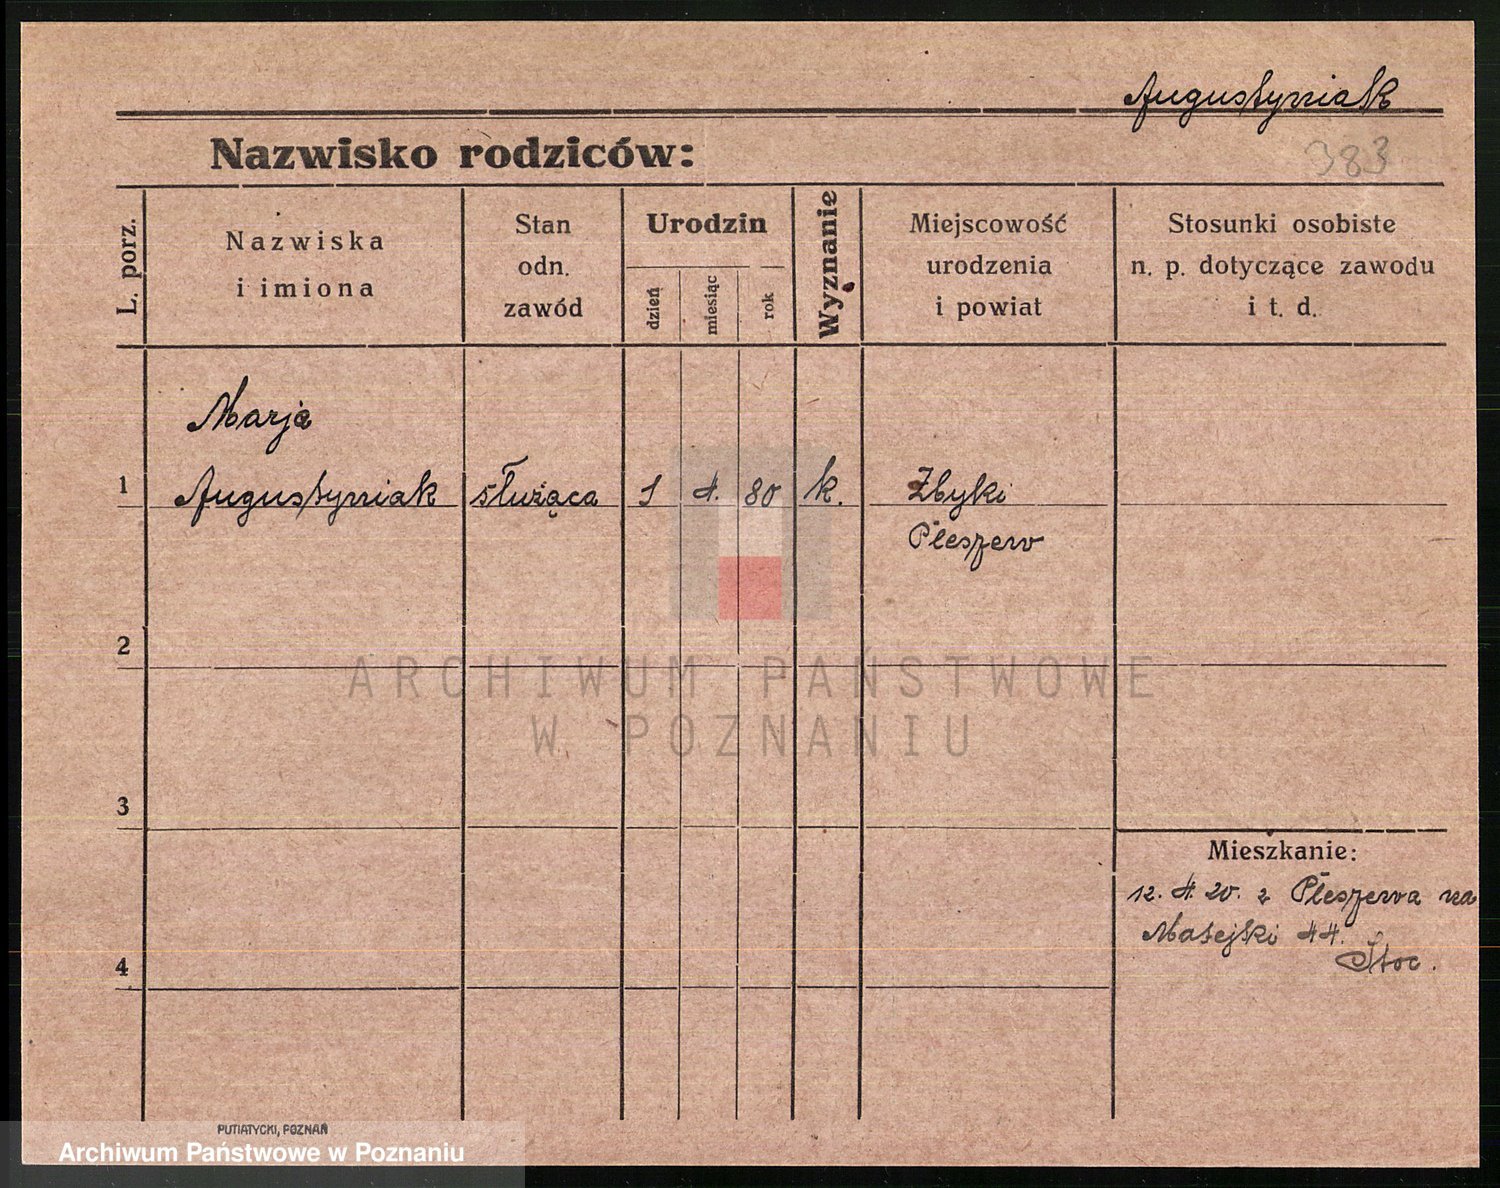 Augustyniak
Nazwisko rodziców:
383
L. porz.
Nazwiska
i imiona
Stan
odn.
zawód
Urodzin
dzień
miesiąc
rok
Wyznanie
Miejscowość
urodzenia
i powiat
Stosunki osobiste
n. p. dotyczące zawodu
i t. d.
Marja
1 Augustyniak służąca 1 4. 80 k. Zbyki
Pleszew
2
3
4
Mieszkanie:
12. 4. 20. z Pleszewa na
Matejki 44.
ARCHIWUM PAŃSTWOWE
W POZNANIU
PUTIATYCKI, POZNAŃ
Archiwum Państwowe w Poznaniu